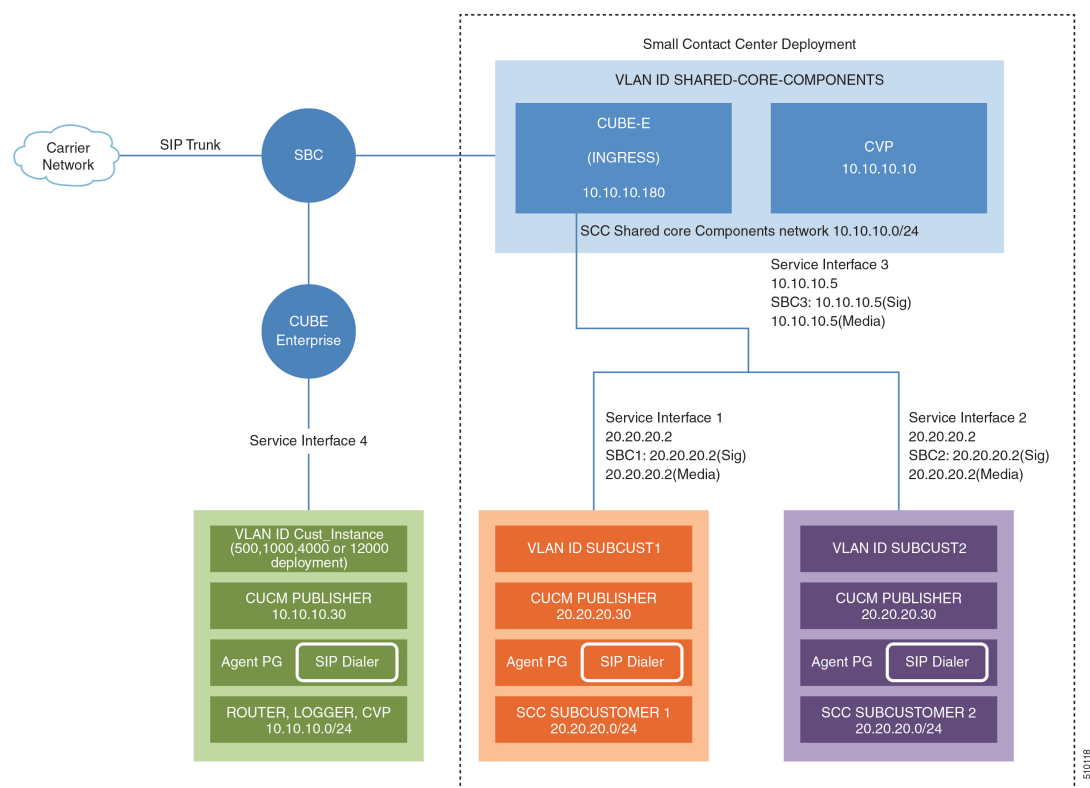 Small Contact Center Deployment
VLAN ID SHARED-CORE-COMPONENTS
CUBE-E
(INGRESS)
10.10.10.180
CVP
10.10.10.10
SCC Shared core Components network 10.10.10.0/24
Carrier
Network
SIP Trunk
SBC
CUBE
Enterprise
Service Interface 3
10.10.10.5
SBC3: 10.10.10.5(Sig)
10.10.10.5(Media)
Service Interface 4
Service Interface 1
20.20.20.2
SBC1: 20.20.20.2(Sig)
20.20.20.2(Media)
Service Interface 2
20.20.20.2
SBC2: 20.20.20.2(Sig)
20.20.20.2(Media)
VLAN ID Cust_Instance
(500,1000,4000 or 12000
deployment)
CUCM PUBLISHER
10.10.10.30
Agent PG
SIP Dialer
ROUTER, LOGGER, CVP
10.10.10.0/24
VLAN ID SUBCUST1
CUCM PUBLISHER
20.20.20.30
Agent PG
SIP Dialer
SCC SUBCUSTOMER 1
20.20.20.0/24
VLAN ID SUBCUST2
CUCM PUBLISHER
20.20.20.30
Agent PG
SIP Dialer
SCC SUBCUSTOMER 2
20.20.20.0/24
510118